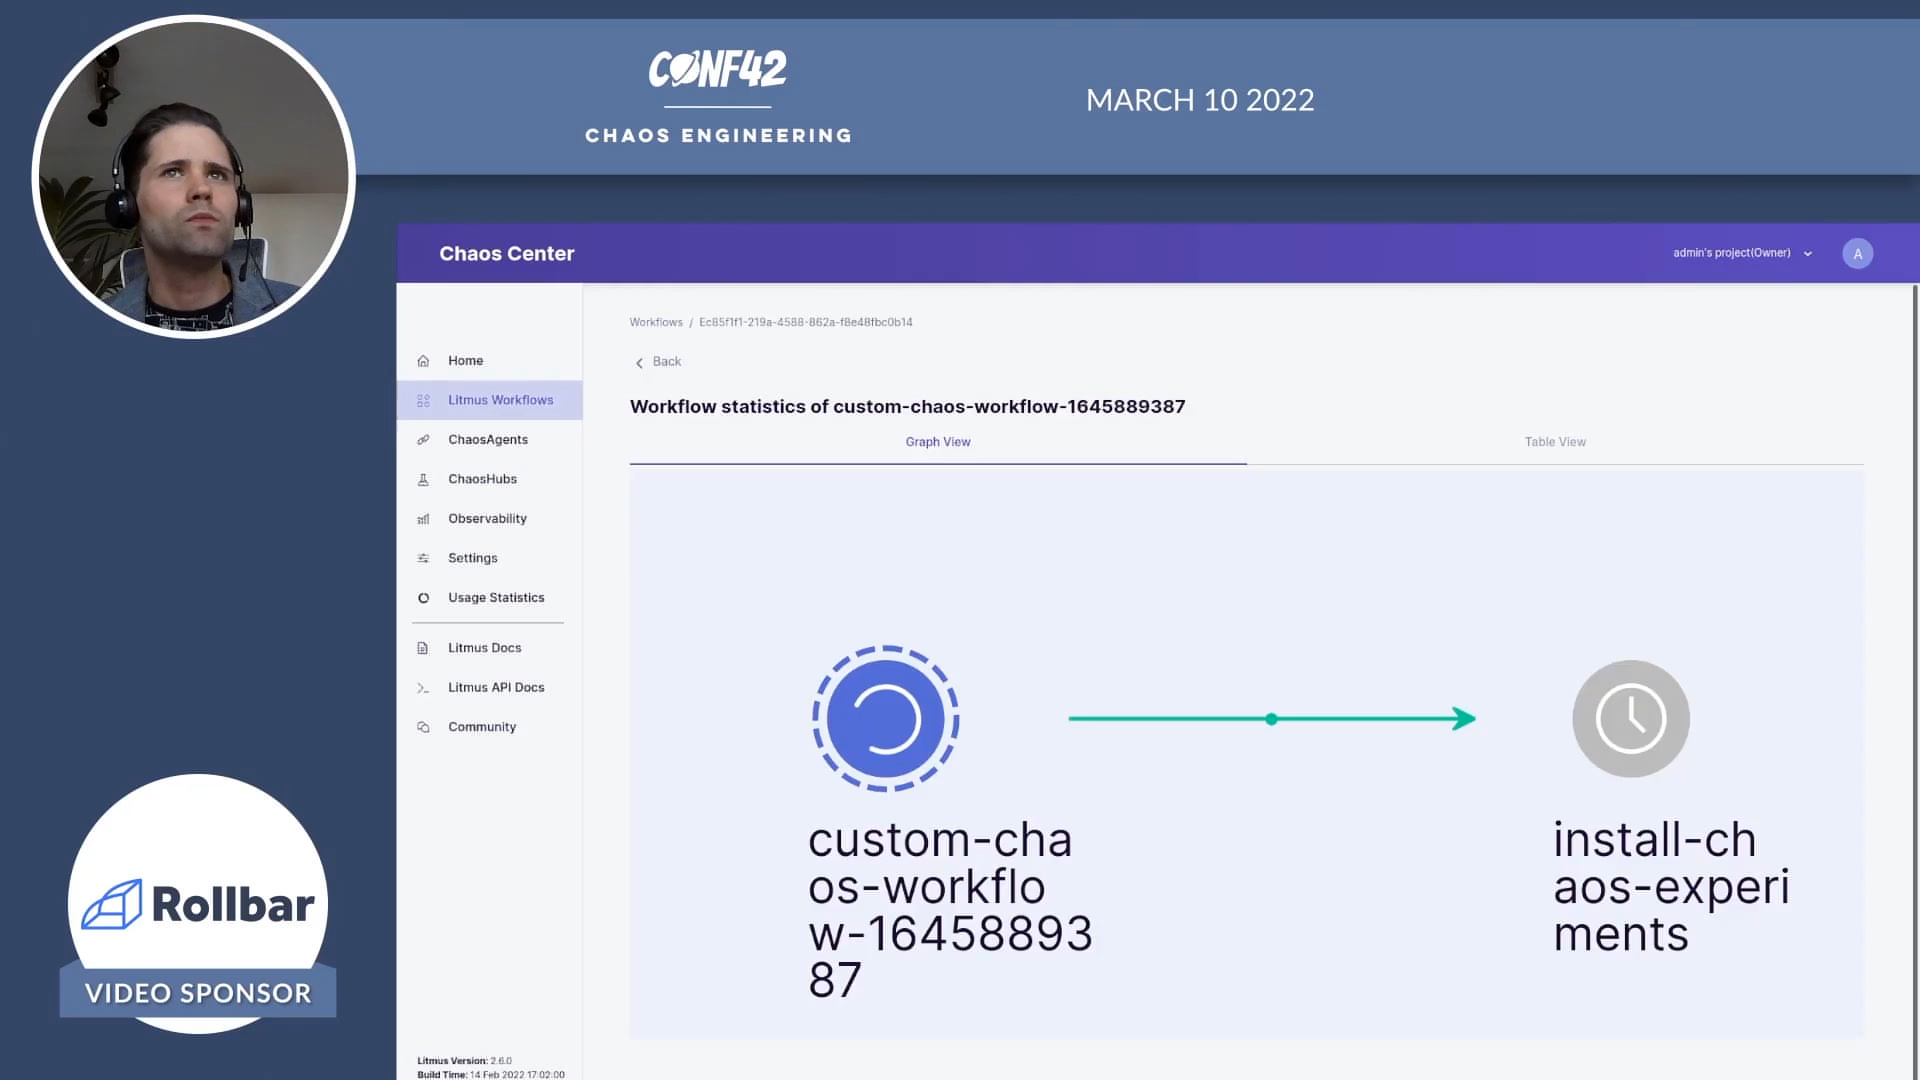 CONF42
CHAOS ENGINEERING
MARCH 10 2022
Chaos Center
admin's project(Owner)
A
Workflows / Ec85f1f1-219a-4588-862a-f8e48fbc0b14
Back
Home
Litmus Workflows
ChaosAgents
ChaosHubs
Observability
Settings
Usage Statistics
Litmus Docs
Litmus API Docs
Community
Workflow statistics of custom-chaos-workflow-1645889387
Graph View
Table View
custom-cha
os-workflo
w-16458893
87
install-ch
aos-experi
ments
Rollbar
VIDEO SPONSOR
Litmus Version: 2.6.0
Build Time: 14 Feb 2022 17:02:00